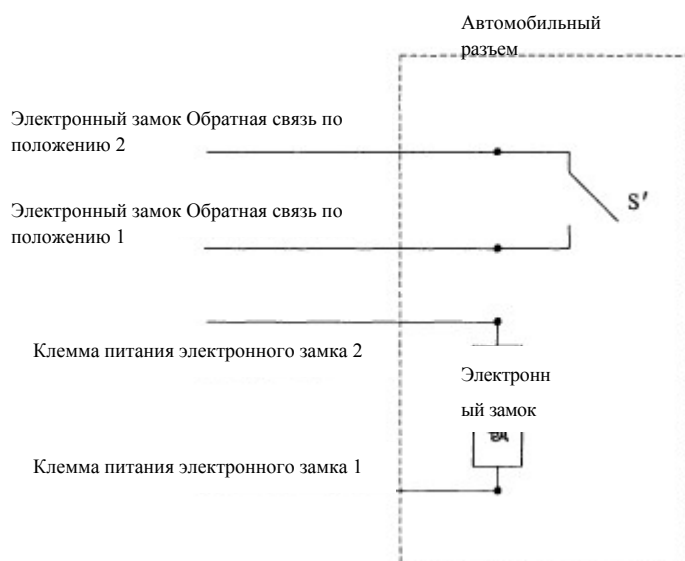 Автомобильный
разъем
Электронный замок Обратная связь по
положению 2
Электронный замок Обратная связь по
положению 1
S′
Клемма питания электронного замка 2
Электронн
ый замок
Клемма питания электронного замка 1